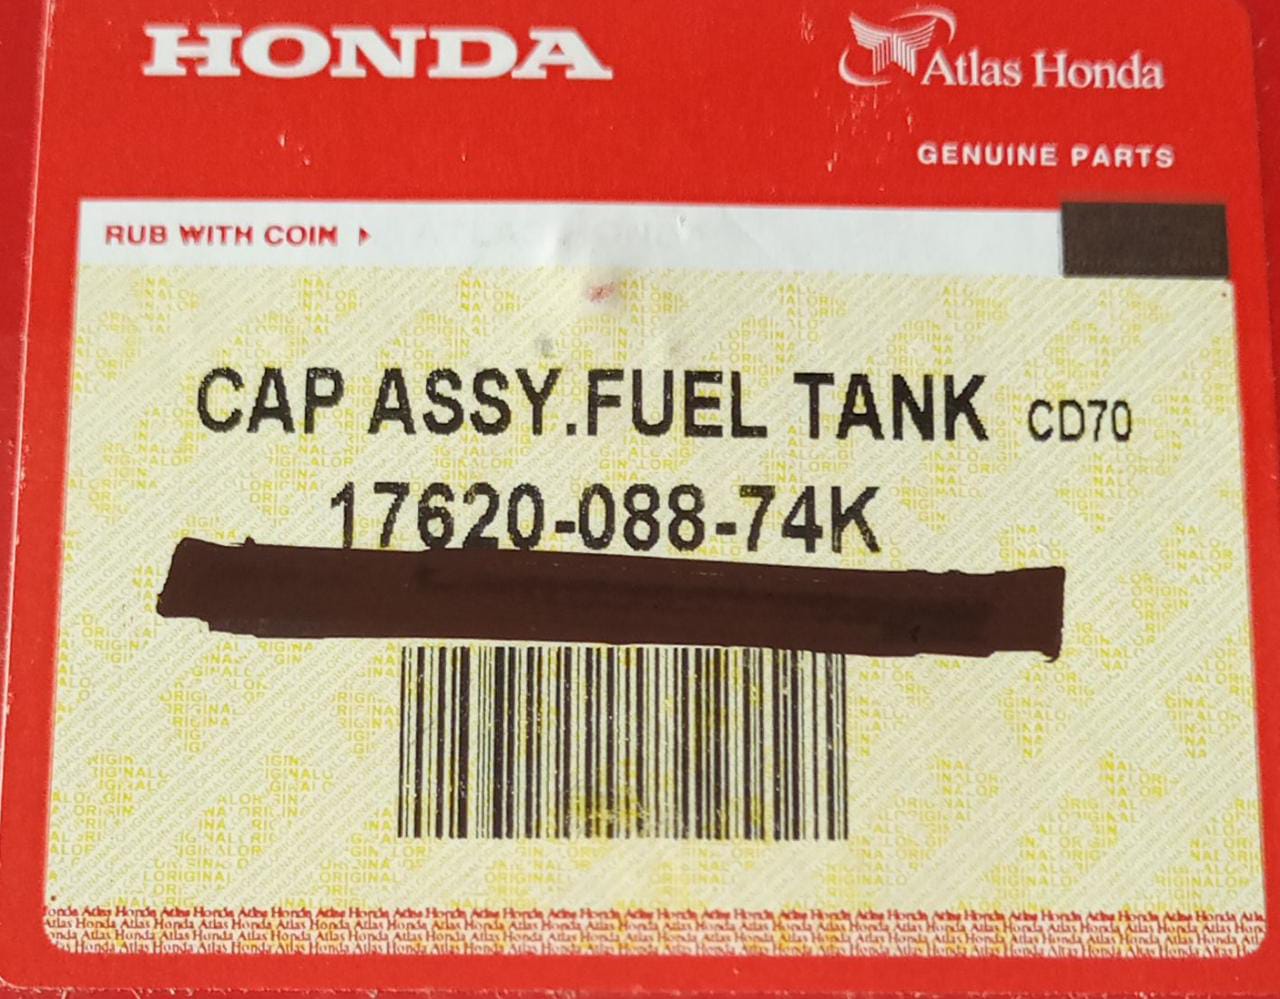 HONDA
Atlas Honda
GENUINE PARTS
RUB WITH COIN
CAP ASSY.FUEL TANK CD70
17620-088-74K